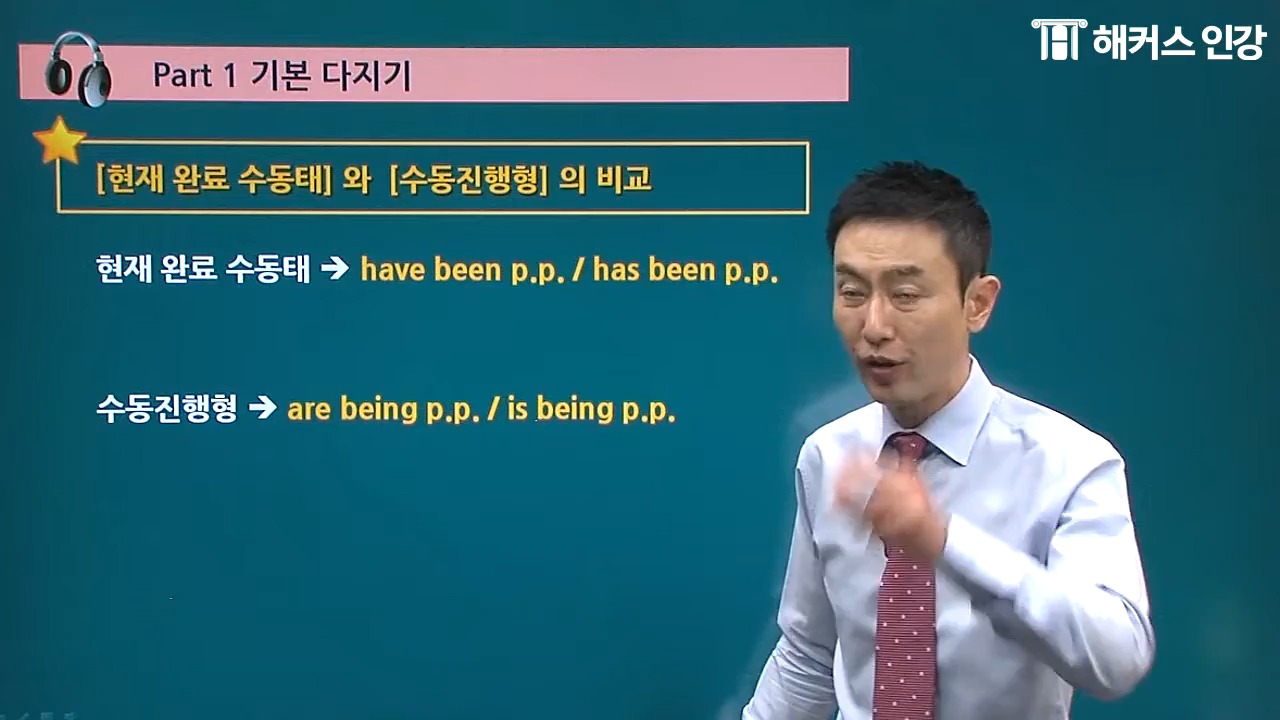 해커스 인강
Part 1 기본 다지기
[현재 완료 수동태] 와 [수동진행형] 의 비교
현재 완료 수동태 → have been p.p. / has been p.p.
수동진행형 → are being p.p. / is being p.p.